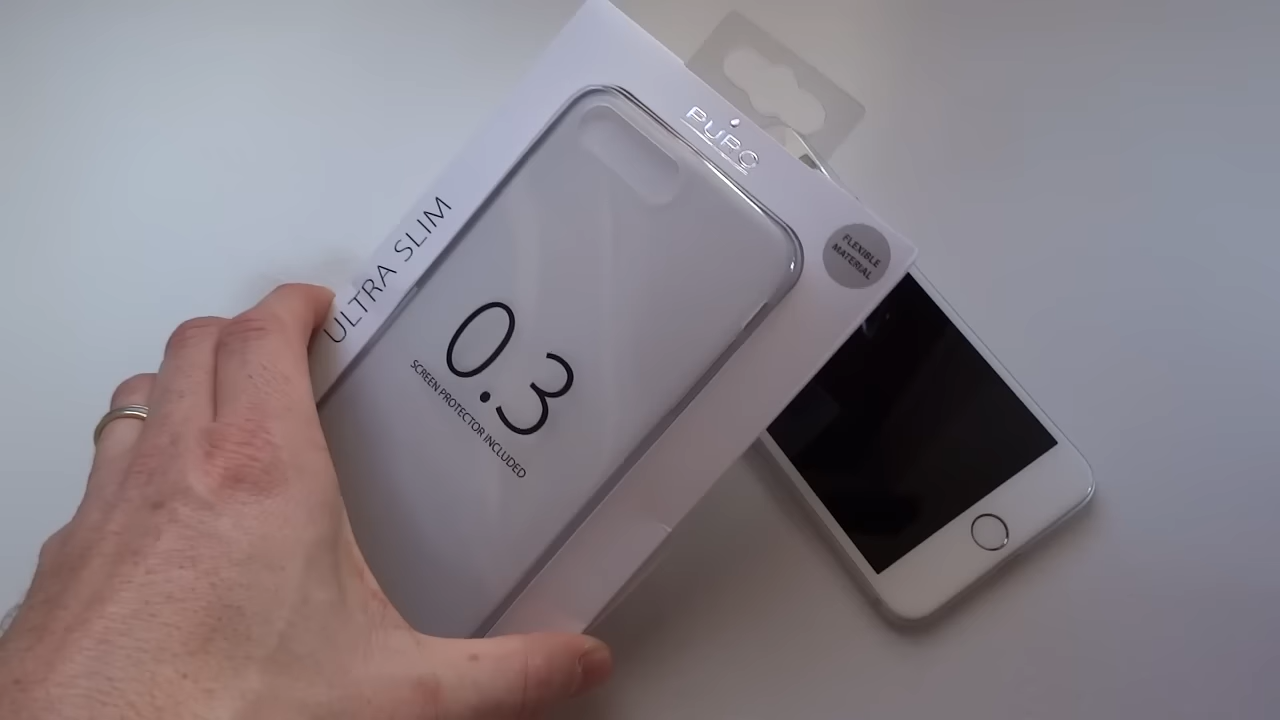 PURO
ULTRA SLIM
FLEXIBLE
MATERIAL
0.3
SCREEN PROTECTOR INCLUDED